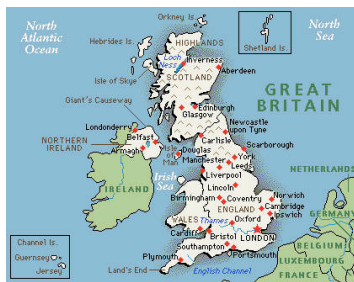 Orkney Is.
North
Atlantic
Ocean
North
Sea
Hebrides Is.
HIGHLANDS
Shetland Is.
Loch
Ness
Inverness
Isle of Skye
SCOTLAND
Aberdeen
Giant's Causeway
Edinburgh
Glasgow
GREAT
BRITAIN
Londonderry
Newcastle
upon Tyne
NORTHERN
IRELAND
Belfast
Carlisle
Armagh
Isle
of
Man
Douglas
Scarborough
Manchester
York
Leeds
Irish
Sea
Liverpool
NETHERLANDS
IRELAND
Lincoln
Birmingham
Coventry
Norwich
ENGLAND
Cambridge
WALES
Thames
Oxford
Ipswich
GERMANY
Cardiff
Bristol
LONDON
Channel Is.
Guernsey
Jersey
Southampton
Portsmouth
BELGIUM
Plymouth
LUXEMBOURG
Land's End
English Channel
FRANCE